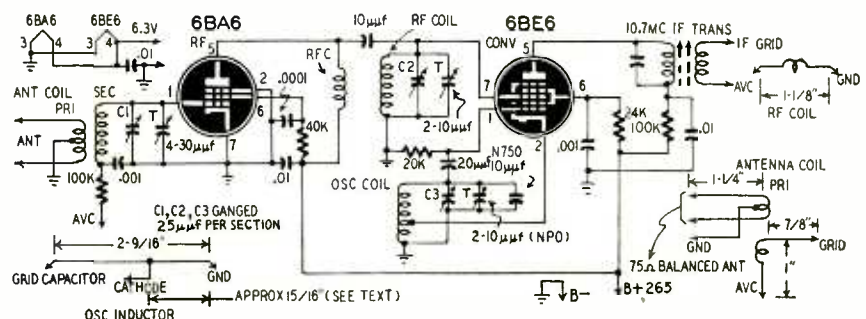 6BA6 6BE6
3 4 3 4
6.3V
.01
6BA6
RF 5
1
2
6
7
.0001
40K
.01
RFC
10μμf
RF COIL
C2
T
2-10μμf
6BE6
CONV 5
7
1
6
2
10.7MC IF TRANS
IF GRID
AVC
GND
1-1/8"
RF COIL
ANT COIL
PRI
SEC
C1
T
4-30μμf
ANT
100K
.001
AVC
C1, C2, C3 GANGED
25μμf PER SECTION
20K
20μμf
N750
10μμf
OSC COIL
C3
T
2-10μμf (NPO)
.001
24K
100K
.01
ANTENNA COIL
1-1/4"
PRI
GND
7/8"
GRID
75Ω BALANCED ANT
AVC
1"
2-9/16"
GRID CAPACITOR
GND
CATHODE
APPROX 15/16" (SEE TEXT)
OSC INDUCTOR
B-
B+265